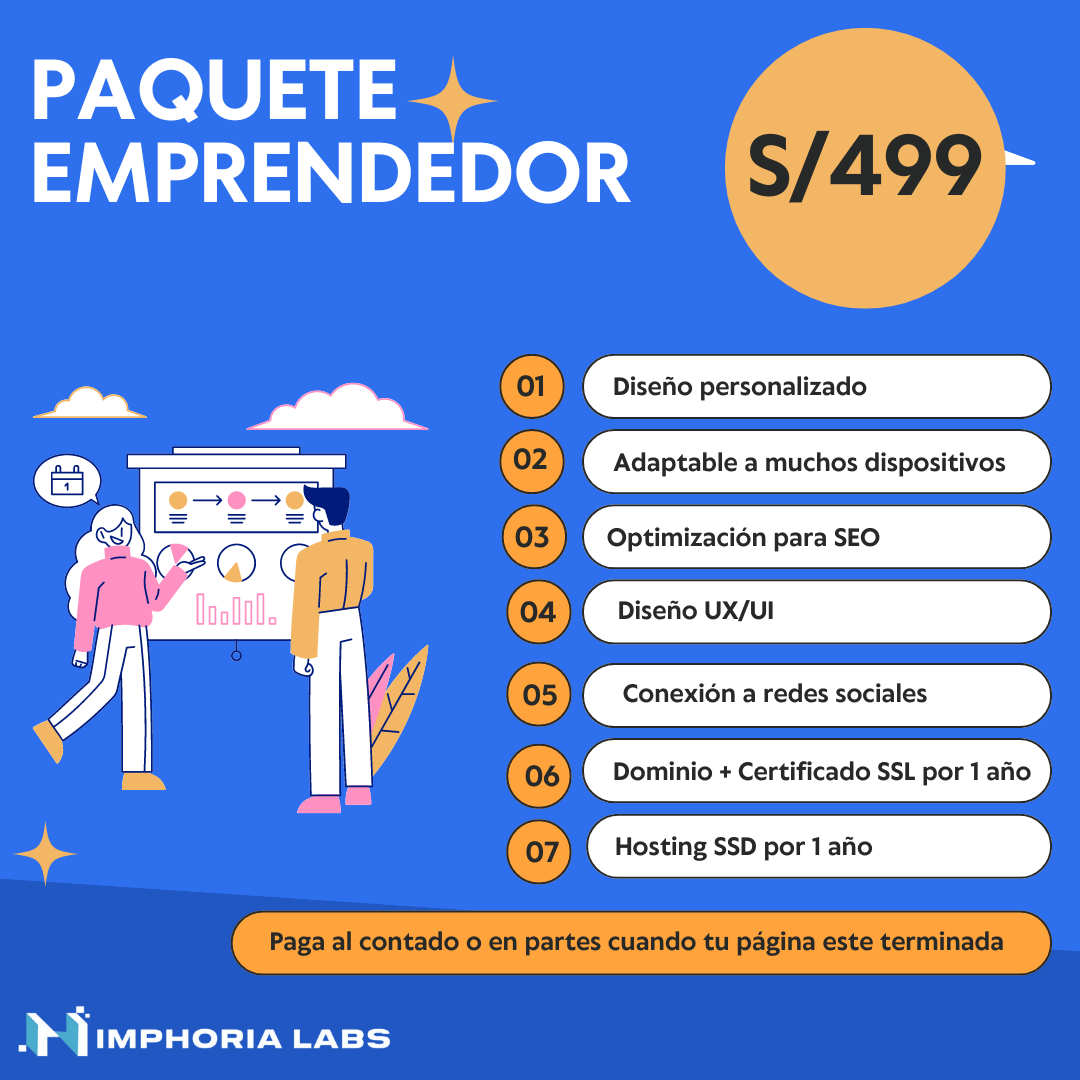 PAQUETE
EMPRENDEDOR
S/499
01 Diseño personalizado
02 Adaptable a muchos dispositivos
03 Optimización para SEO
04 Diseño UX/UI
05 Conexión a redes sociales
06 Dominio + Certificado SSL por 1 año
07 Hosting SSD por 1 año
1
Paga al contado o en partes cuando tu página este terminada
IMPHORIA LABS